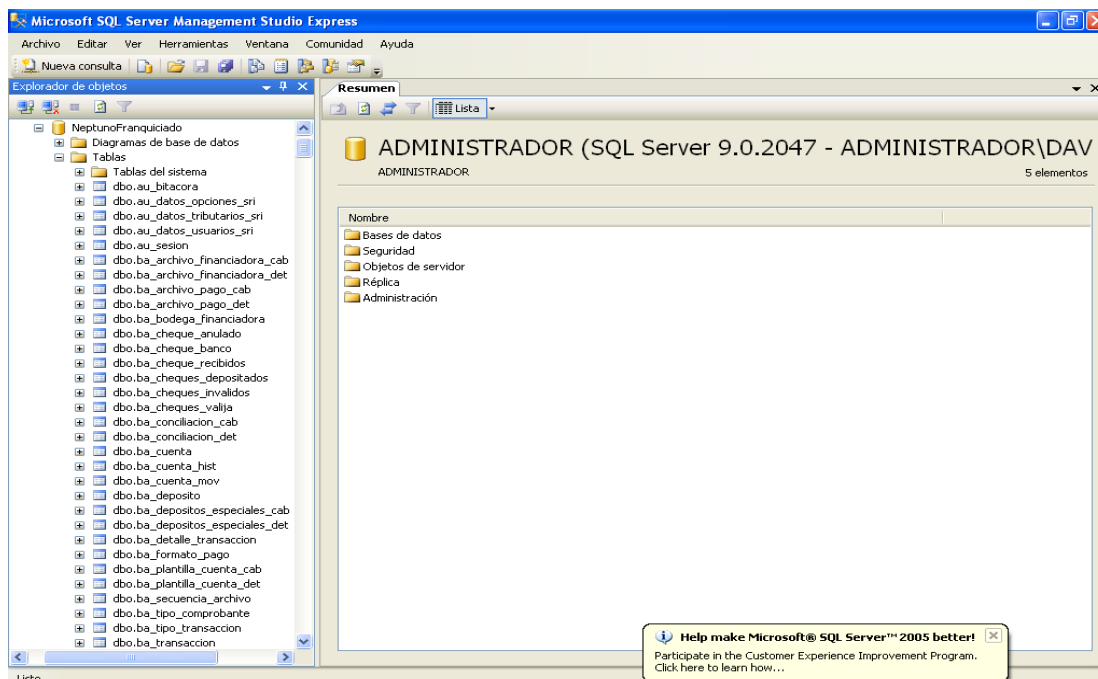 Microsoft SQL Server Management Studio Express
Archivo Editar Ver Herramientas Ventana Comunidad Ayuda
Nueva consulta
Explorador de objetos
NeptunoFranquiciado
Diagramas de base de datos
Tablas
Tablas del sistema
dbo.au_bitacora
dbo.au_datos_opciones_sri
dbo.au_datos_tributarios_sri
dbo.au_datos_usuarios_sri
dbo.au_sesion
dbo.ba_archivo_financiadora_cab
dbo.ba_archivo_financiadora_det
dbo.ba_archivo_pago_cab
dbo.ba_archivo_pago_det
dbo.ba_bodega_financiadora
dbo.ba_cheque_anulado
dbo.ba_cheque_banco
dbo.ba_cheque_recibidos
dbo.ba_cheques_depositados
dbo.ba_cheques_invalidos
dbo.ba_cheques_valija
dbo.ba_conciliacion_cab
dbo.ba_conciliacion_det
dbo.ba_cuenta
dbo.ba_cuenta_hist
dbo.ba_cuenta_mov
dbo.ba_deposito
dbo.ba_depositos_especiales_cab
dbo.ba_depositos_especiales_det
dbo.ba_detalle_transaccion
dbo.ba_formato_pago
dbo.ba_plantilla_cuenta_cab
dbo.ba_plantilla_cuenta_det
dbo.ba_secuencia_archivo
dbo.ba_tipo_comprobante
dbo.ba_tipo_transaccion
dbo.ba_transaccion
Resumen
Lista
ADMINISTRADOR (SQL Server 9.0.2047 - ADMINISTRADOR\DAV
ADMINISTRADOR
5 elementos
Nombre
Bases de datos
Seguridad
Objetos de servidor
Réplica
Administración
Help make Microsoft® SQL Server™ 2005 better!
Participate in the Customer Experience Improvement Program.
Click here to learn how...
Listo